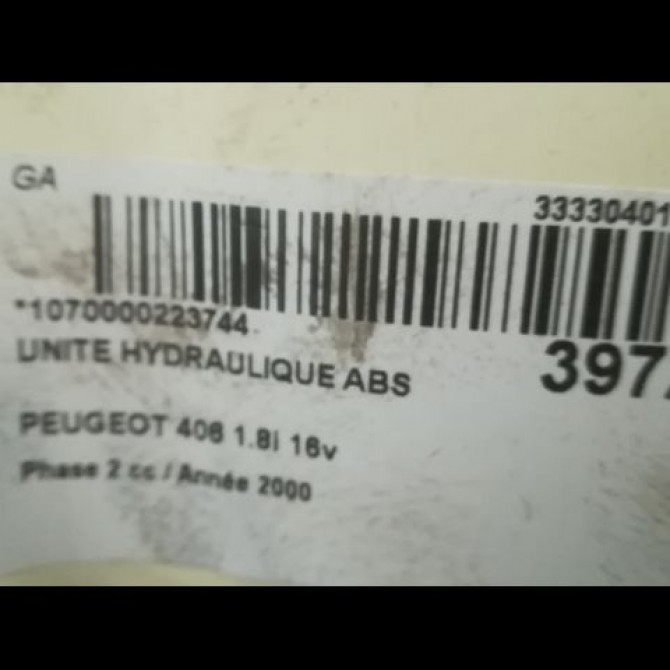 GA
33330401
*1070000223744
UNITE HYDRAULIQUE ABS
397
PEUGEOT 406 1.8i 16v
Phase 2 cc / Année 2000